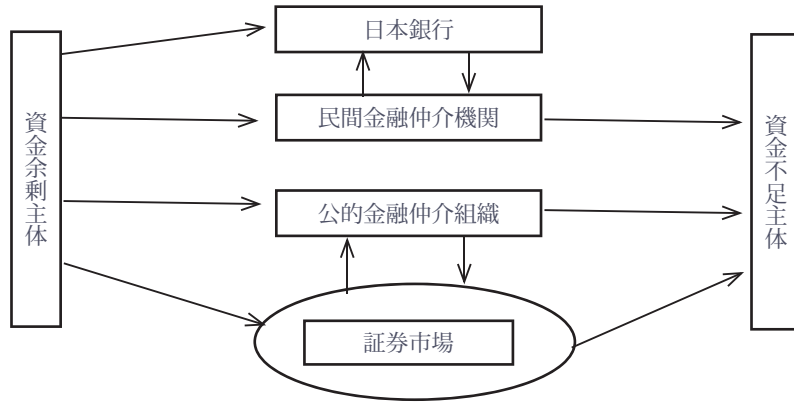 資金余剰主体
日本銀行
民間金融仲介機関
公的金融仲介組織
証券市場
資金不足主体